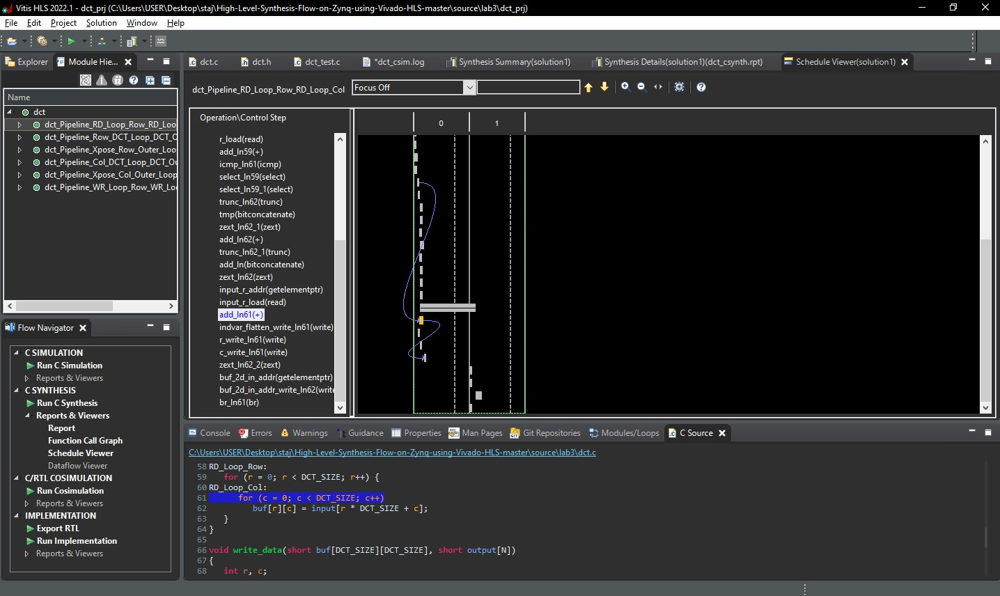 Vitis HLS 2022.1 - dct_prj (C:\Users\USER\Desktop\staj\High-Level-Synthesis-Flow-on-Zynq-using-Vivado-HLS-master\source\lab3\dct_prj)
File Edit Project Solution Window Help
Explorer Module Hie...
Name
dct
dct_Pipeline_RD_Loop_Row_RD_Loo
dct_Pipeline_Row_DCT_Loop_DCT_O
dct_Pipeline_Xpose_Row_Outer_Loo
dct_Pipeline_Col_DCT_Loop_DCT_Ou
dct_Pipeline_Xpose_Col_Outer_Loop
dct_Pipeline_WR_Loop_Row_WR_Lo
Flow Navigator
C SIMULATION
Run C Simulation
Reports & Viewers
C SYNTHESIS
Run C Synthesis
Reports & Viewers
Report
Function Call Graph
Schedule Viewer
Dataflow Viewer
C/RTL COSIMULATION
Run Cosimulation
Reports & Viewers
IMPLEMENTATION
Export RTL
Run Implementation
Reports & Viewers
dct.c dct.h dct_test.c *dct_csim.log Synthesis Summary(solution1) Synthesis Details(solution1)(dct_csynth.rpt) Schedule Viewer(solution1)
dct_Pipeline_RD_Loop_Row_RD_Loop_Col Focus Off
Operation\Control Step 0 1
r_load(read)
add_ln59(+)
icmp_ln61(icmp)
select_ln59(select)
select_ln59_1(select)
trunc_ln62(trunc)
tmp(bitconcatenate)
zext_ln62_1(zext)
add_ln62(+)
trunc_ln62_1(trunc)
add_ln(bitconcatenate)
zext_ln62(zext)
input_r_addr(getelementptr)
input_r_load(read)
add_ln61(+)
indvar_flatten_write_ln61(write)
r_write_ln61(write)
c_write_ln61(write)
zext_ln62_2(zext)
buf_2d_in_addr(getelementptr)
buf_2d_in_addr_write_ln62(write
br_ln61(br)
Console Errors Warnings Guidance Properties Man Pages Git Repositories Modules/Loops C Source
C:\Users\USER\Desktop\staj\High-Level-Synthesis-Flow-on-Zynq-using-Vivado-HLS-master\source\lab3\dct.c
58 RD_Loop_Row:
59 for (r = 0; r < DCT_SIZE; r++) {
60 RD_Loop_Col:
61 for (c = 0; c < DCT_SIZE; c++)
62 buf[r][c] = input[r * DCT_SIZE + c];
63 }
64 }
65
66 void write_data(short buf[DCT_SIZE][DCT_SIZE], short output[N])
67 {
68 int r, c;